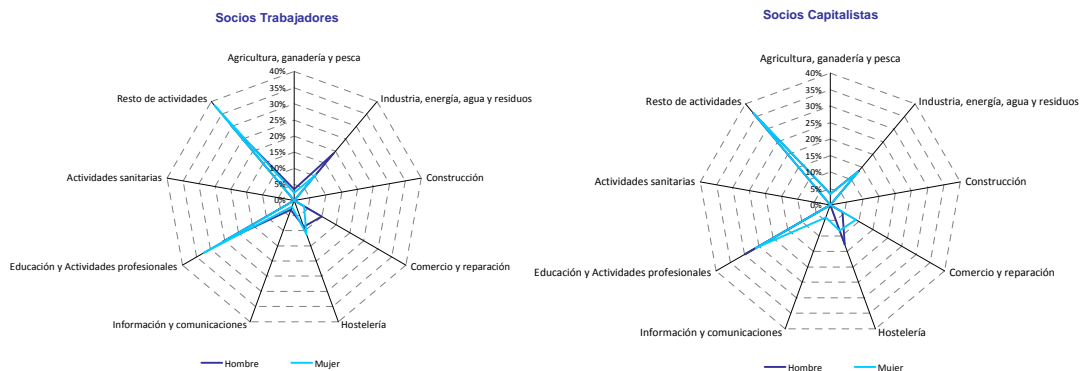 Socios Trabajadores
Agricultura, ganadería y pesca
40%
35%
30%
25%
20%
15%
10%
5%
0%
Industria, energía, agua y residuos
Construcción
Comercio y reparación
Hostelería
Información y comunicaciones
Educación y Actividades profesionales
Actividades sanitarias
Resto de actividades
Hombre
Mujer
Socios Capitalistas
Agricultura, ganadería y pesca
40%
35%
30%
25%
20%
15%
10%
5%
0%
Industria, energía, agua y residuos
Construcción
Comercio y reparación
Hostelería
Información y comunicaciones
Educación y Actividades profesionales
Actividades sanitarias
Resto de actividades
Hombre
Mujer